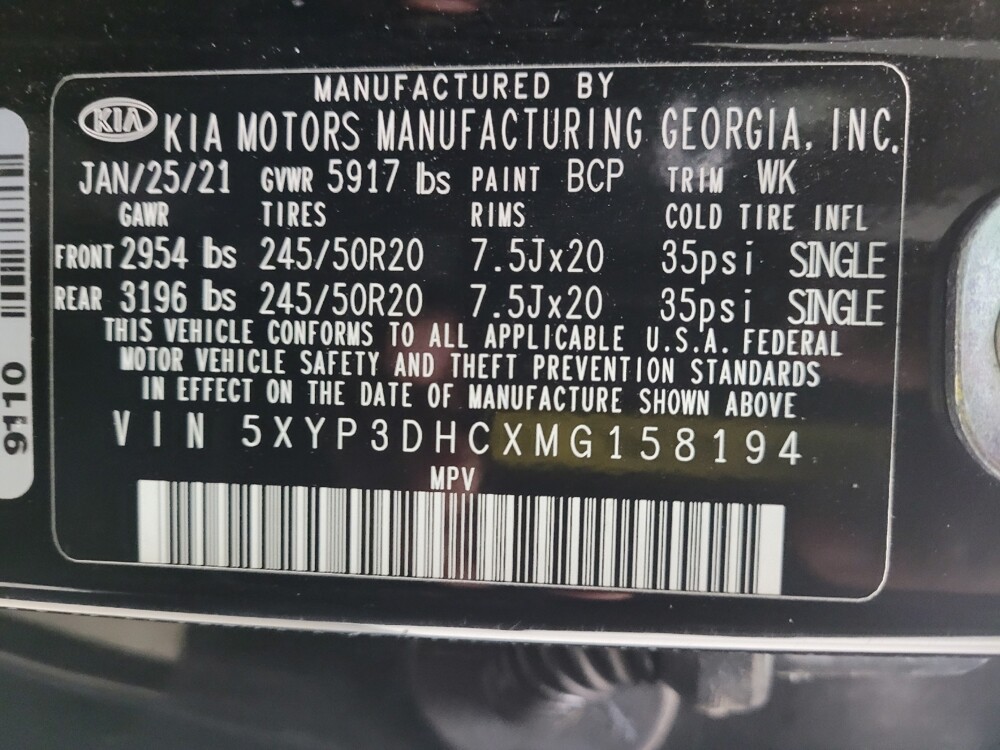 MANUFACTURED BY
KIA KIA MOTORS MANUFACTURING GEORGIA, INC.
JAN/25/21 GVWR 5917 lbs PAINT BCP TRIM WK
GAWR TIRES RIMS COLD TIRE INFL
FRONT 2954 lbs 245/50R20 7.5Jx20 35psi SINGLE
REAR 3196 lbs 245/50R20 7.5Jx20 35psi SINGLE
THIS VEHICLE CONFORMS TO ALL APPLICABLE U.S.A. FEDERAL
MOTOR VEHICLE SAFETY AND THEFT PREVENTION STANDARDS
IN EFFECT ON THE DATE OF MANUFACTURE SHOWN ABOVE
VIN 5XYP3DHCXMG158194
MPV
9110